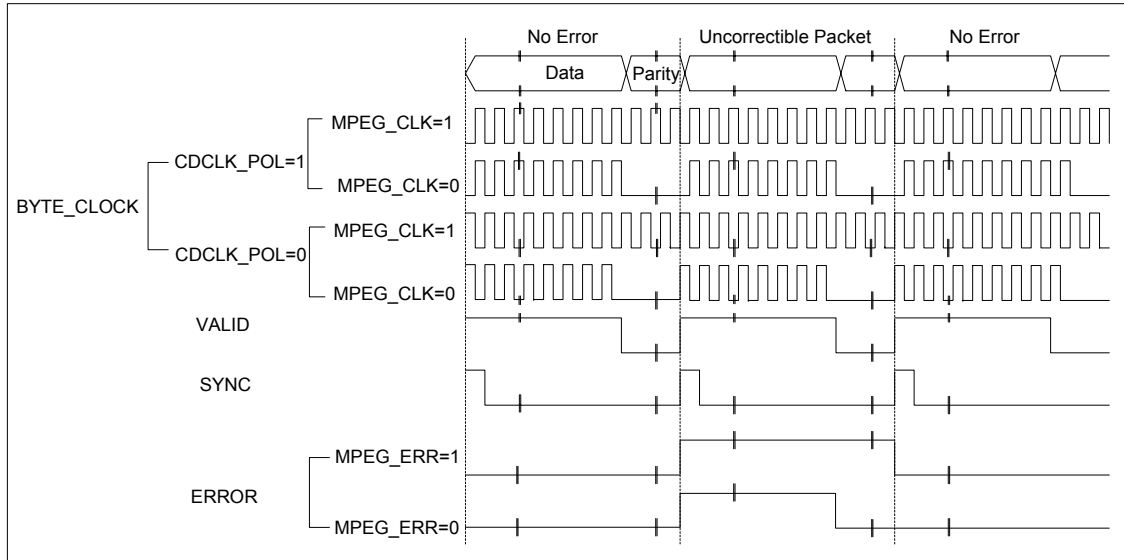 No Error
Uncorrectible Packet
No Error
Data
Parity
MPEG_CLK=1
CDCLK_POL=1
MPEG_CLK=0
BYTE_CLOCK
MPEG_CLK=1
CDCLK_POL=0
MPEG_CLK=0
VALID
SYNC
MPEG_ERR=1
ERROR
MPEG_ERR=0